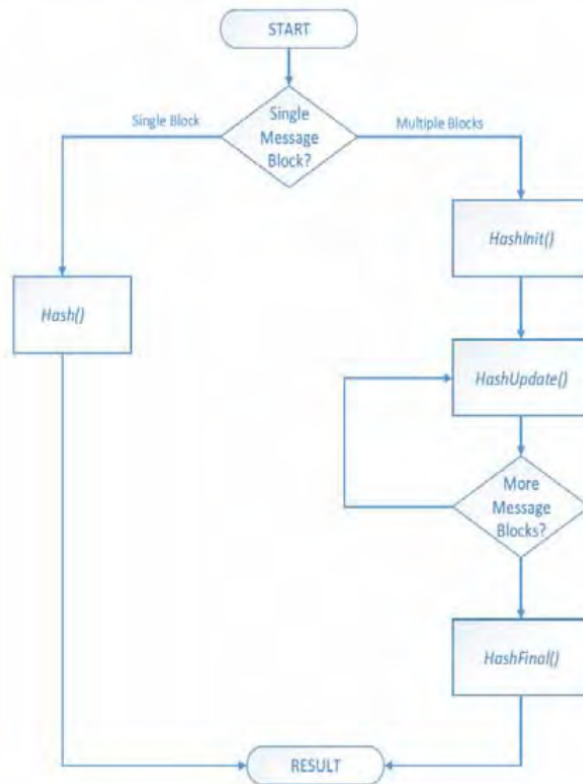 START
Single
Message
Block?
Single Block
Multiple Blocks
HashInit()
Hash()
HashUpdate()
More
Message
Blocks?
HashFinal()
RESULT